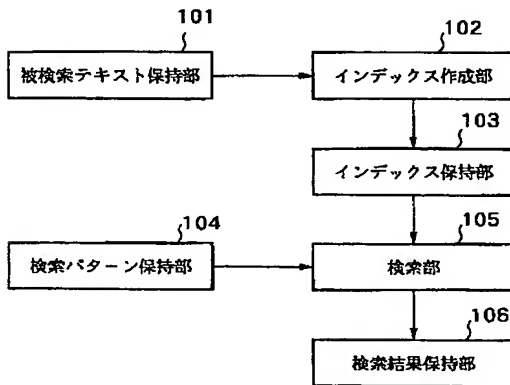 101
被検索テキスト保持部
102
インデックス作成部
103
インデックス保持部
104
検索パターン保持部
105
検索部
106
検索結果保持部